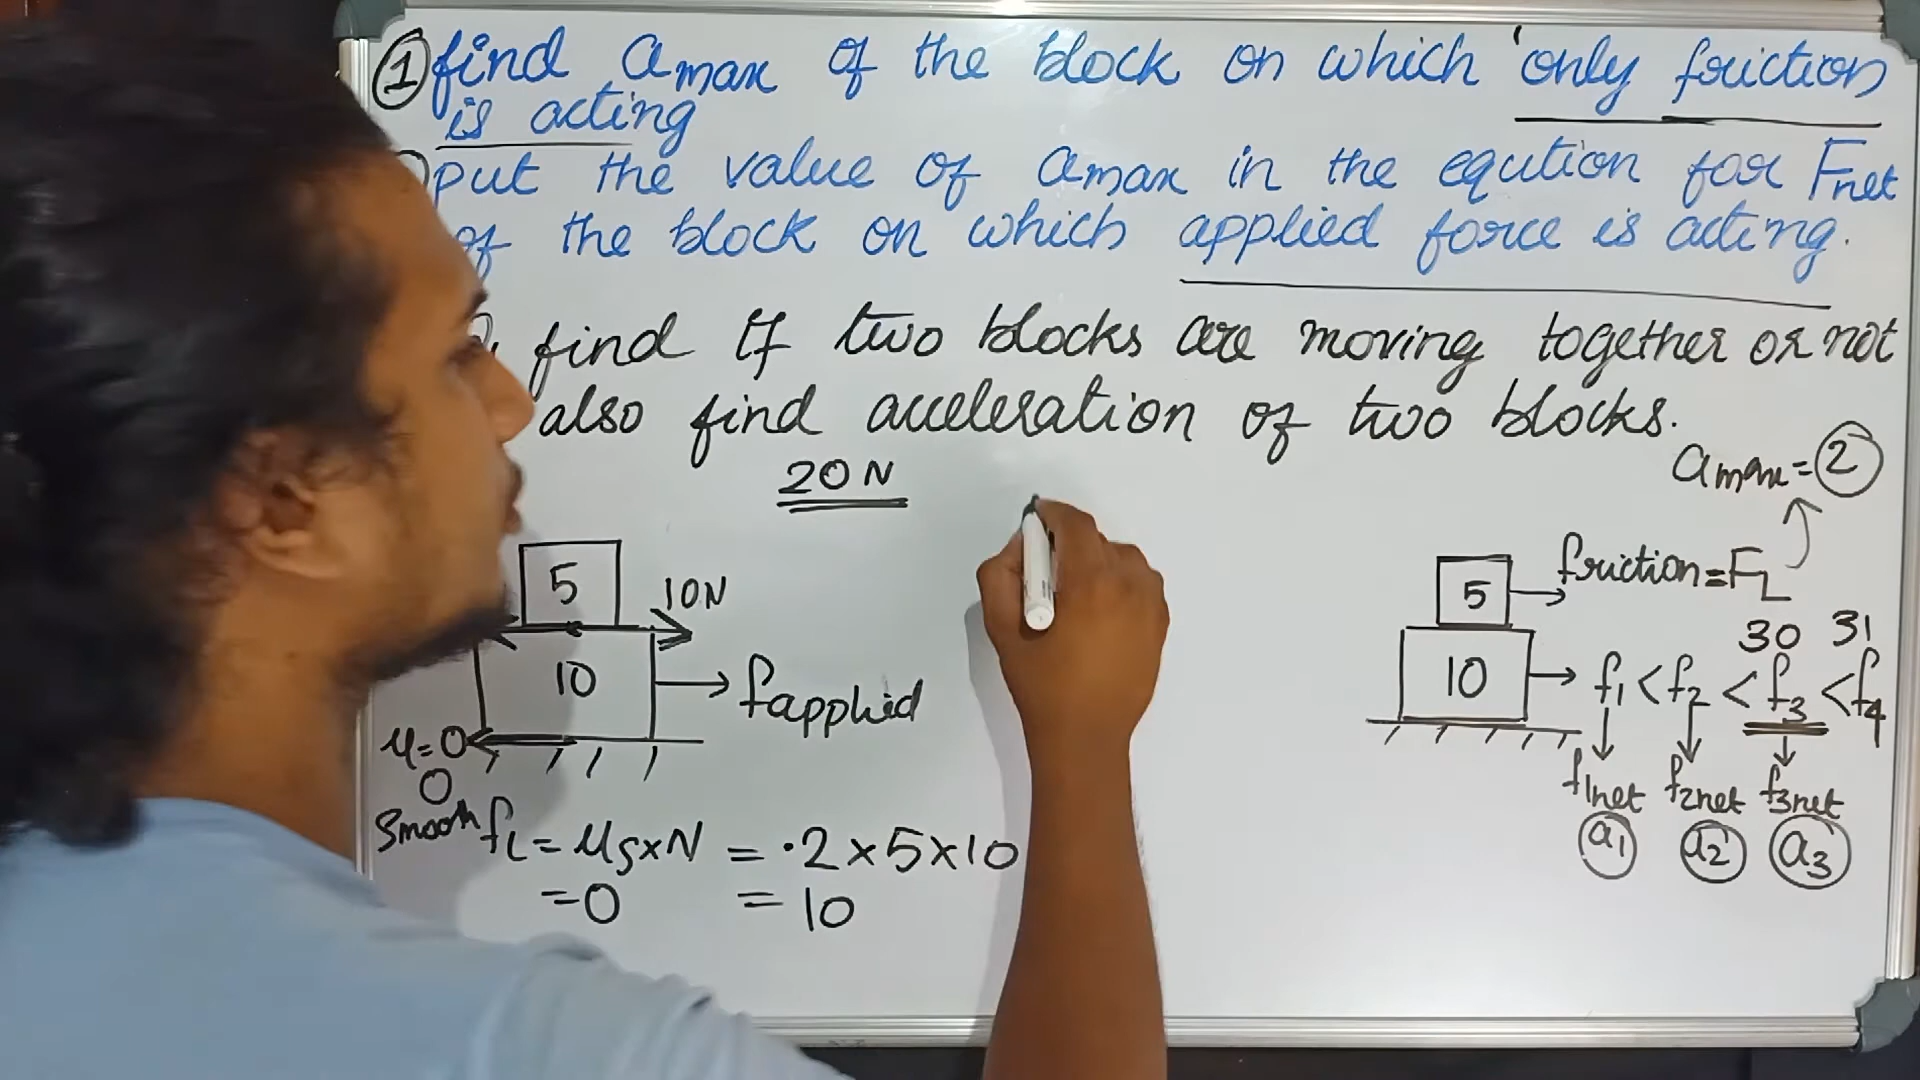 ① find amax of the block on which 'only friction
is acting
put the value of amax in the eqution for Fnet
of the block on which applied force is acting.
find If two blocks are moving together or not
also find acceleration of two blocks.
20 N
amax = 2
5
10 N
5
friction = FL
30 31
10
fapplied
10
f1 < f2 < f3 < f4
μ = 0
0
f1net f2net f3net
Smooth
a1 a2 a3
fL = μs × N = .2 × 5 × 10
= 0 = 10